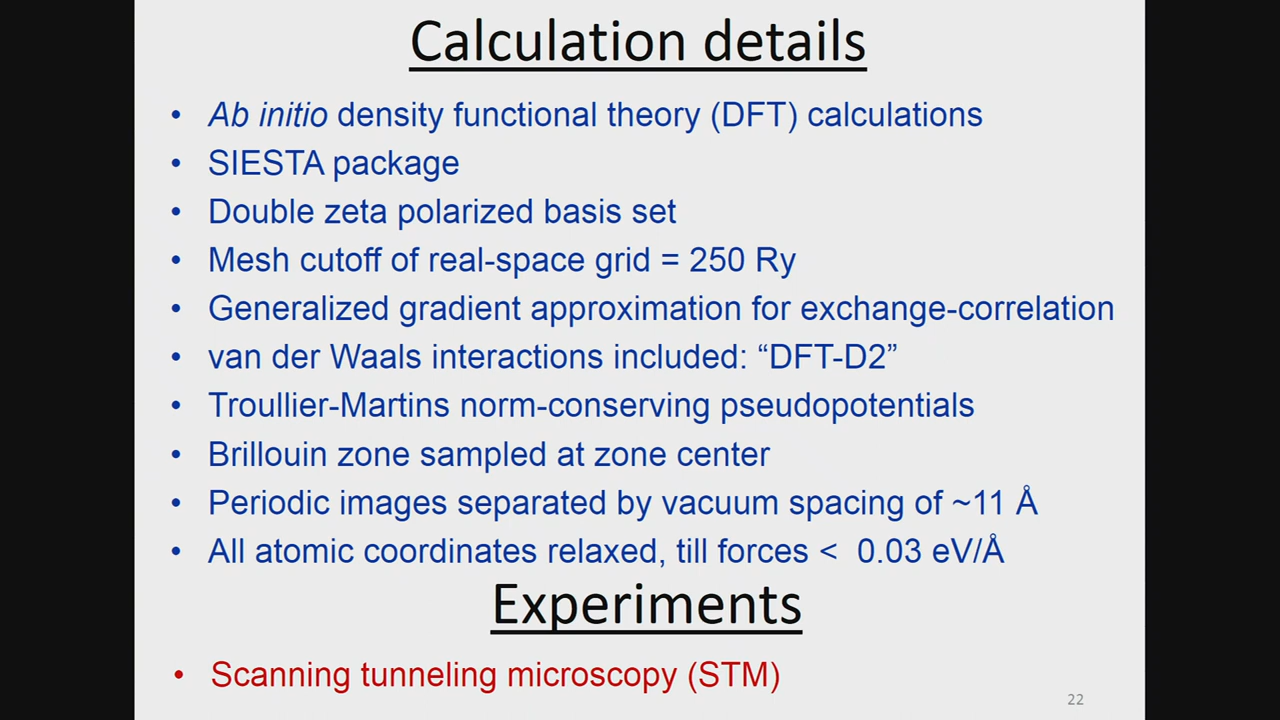 Calculation details
• Ab initio density functional theory (DFT) calculations
• SIESTA package
• Double zeta polarized basis set
• Mesh cutoff of real-space grid = 250 Ry
• Generalized gradient approximation for exchange-correlation
• van der Waals interactions included: “DFT-D2”
• Troullier-Martins norm-conserving pseudopotentials
• Brillouin zone sampled at zone center
• Periodic images separated by vacuum spacing of ~11 Å
• All atomic coordinates relaxed, till forces < 0.03 eV/Å
Experiments
• Scanning tunneling microscopy (STM)
22